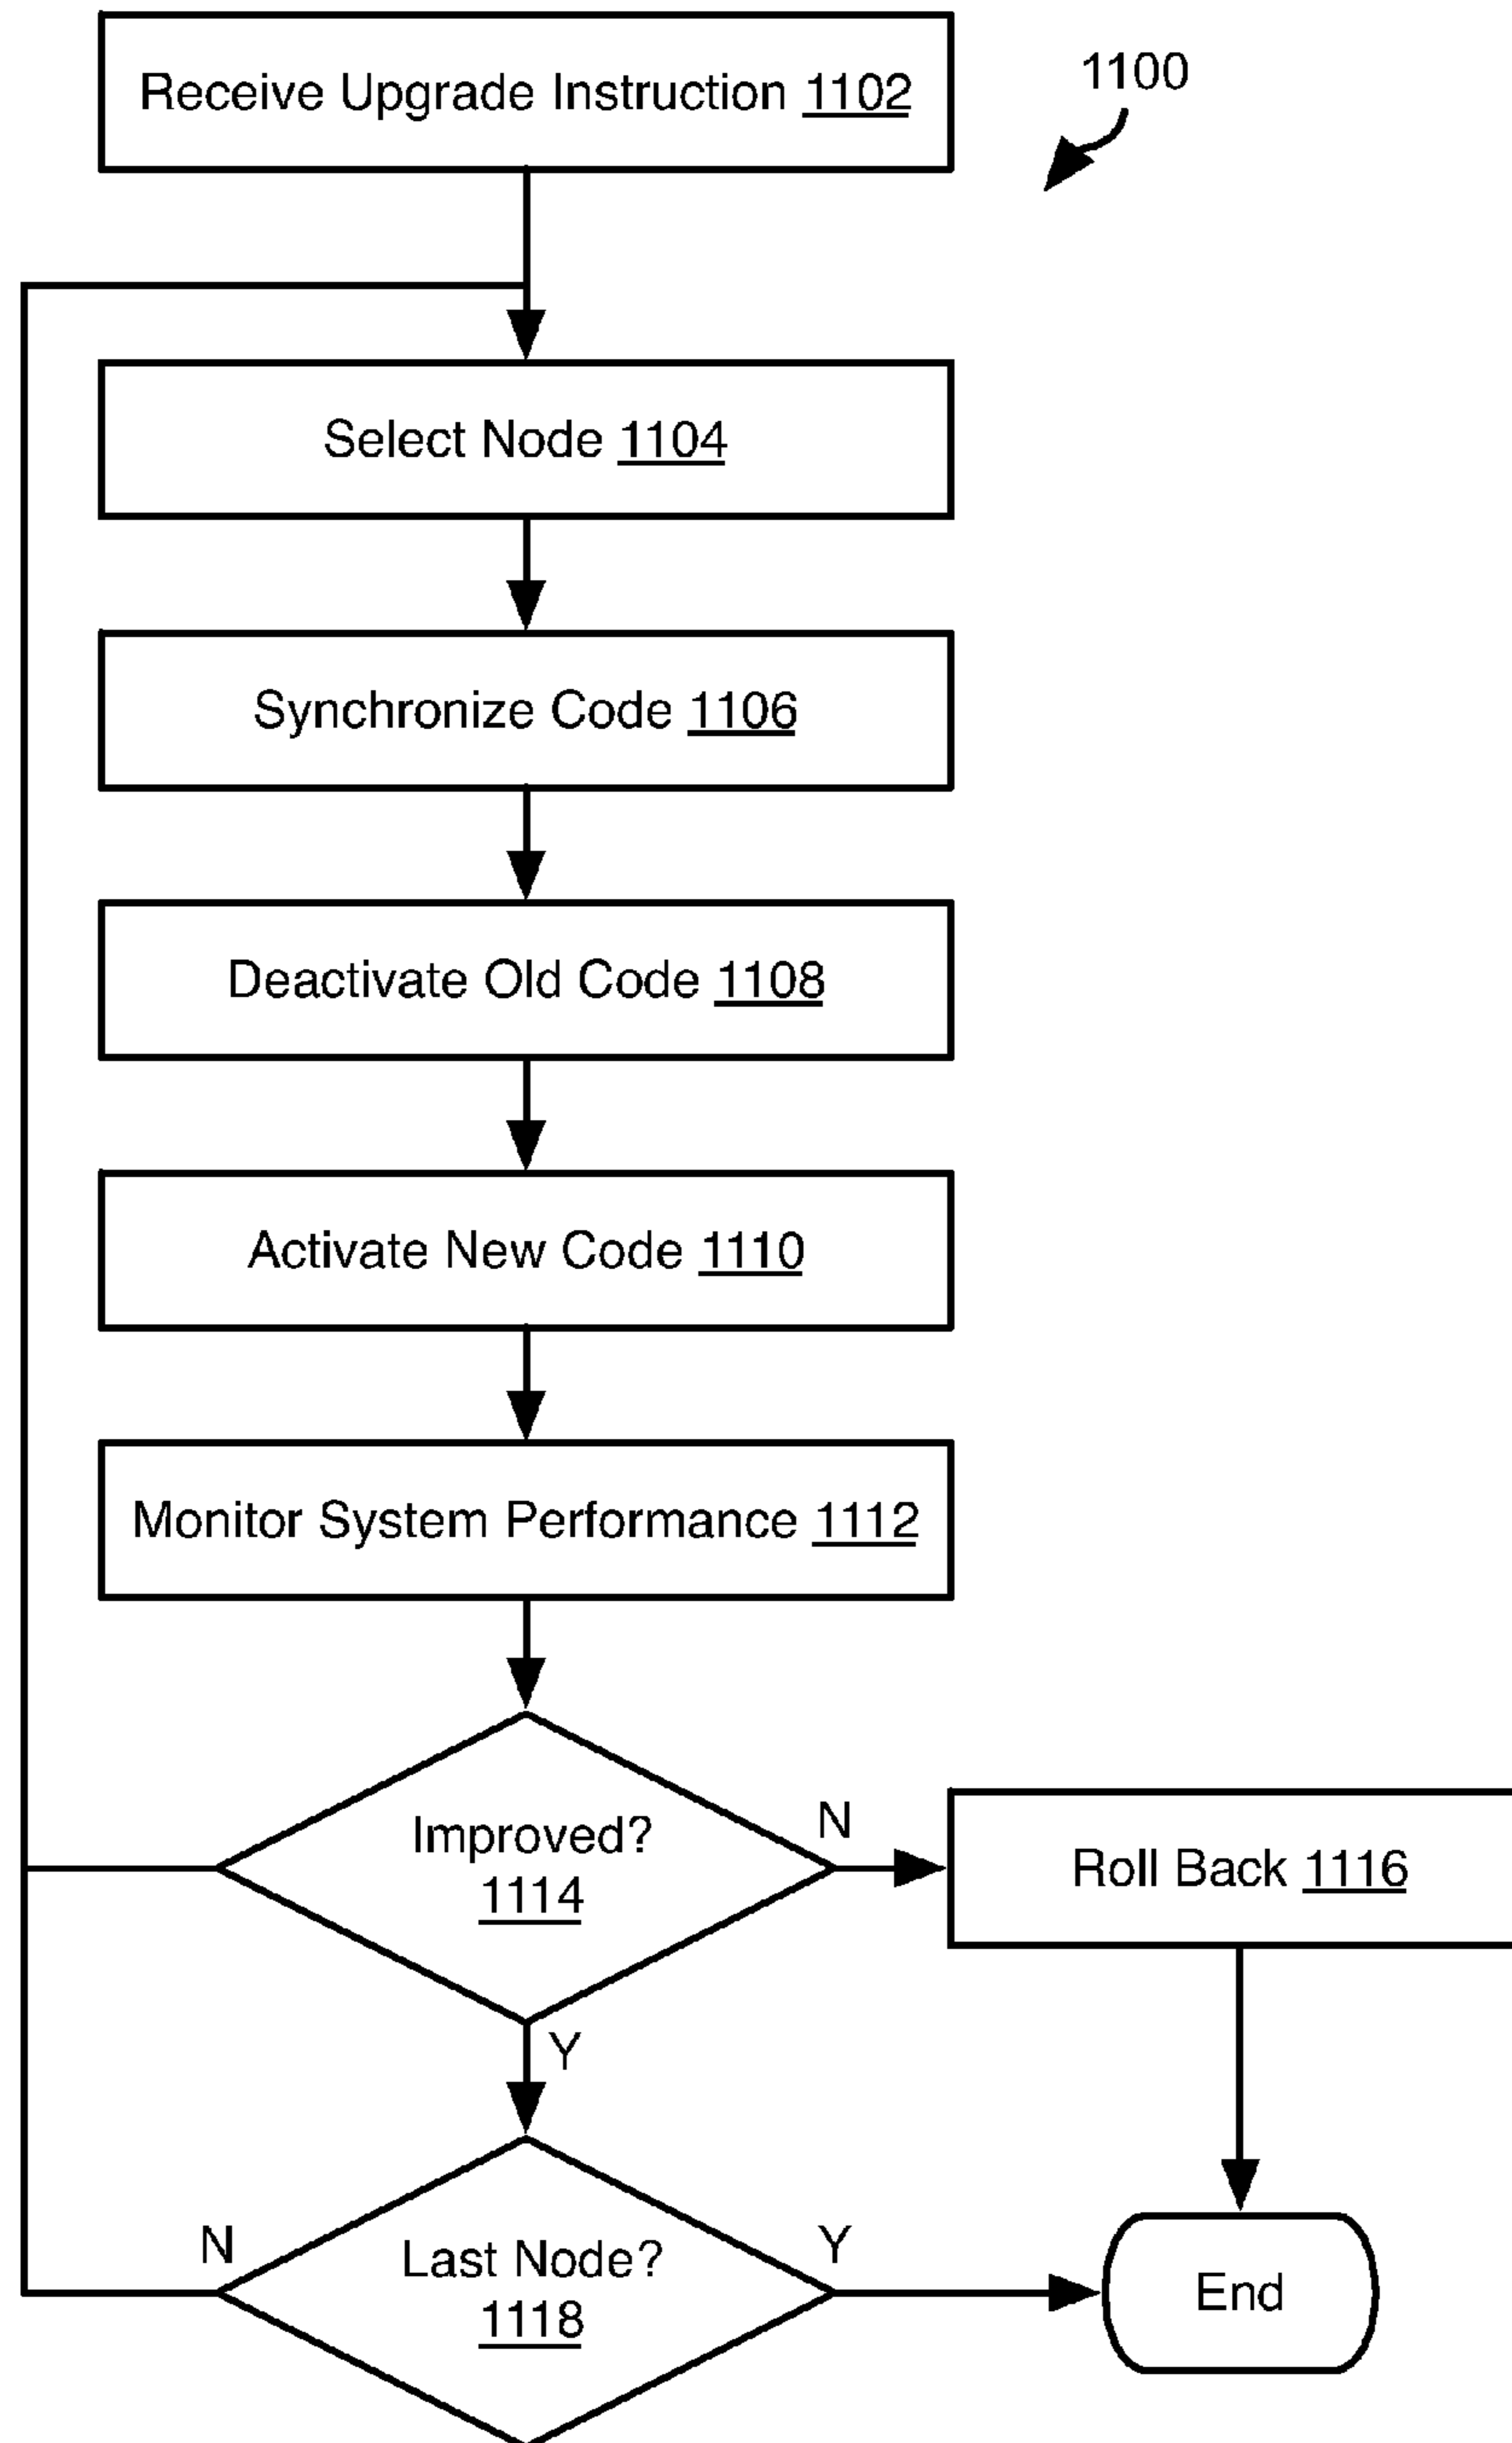 Receive Upgrade Instruction 1102
1100
Select Node 1104
Synchronize Code 1106
Deactivate Old Code 1108
Activate New Code 1110
Monitor System Performance 1112
Improved?
1114
N
Roll Back 1116
Y
N
Last Node?
1118
Y
End